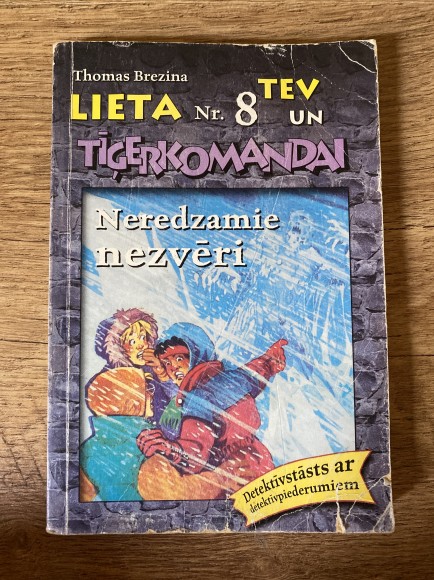 Thomas Brezina
LIETA Nr. 8 TEV
UN
TĪĢERKOMANDAI
Neredzamie
nezvēri
Detektīvstāsts ar
detektīvpiederumiem